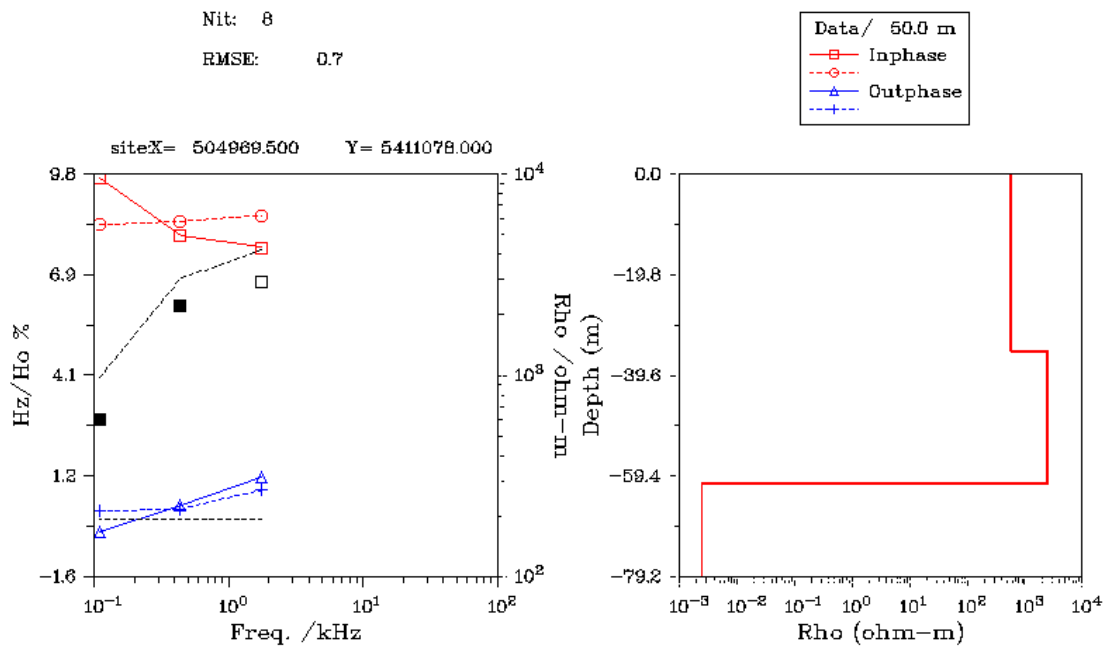 Nit: 8
RMSE: 0.7
Data/ 50.0 m
Inphase
Outphase
siteX= 504969.500 Y= 5411078.000
9.8
6.9
4.1
1.2
-1.6
Hz/Ho %
10^-1
10^0
10^1
10^2
Freq. /kHz
10^4
10^3
10^2
Rho /ohm-m
0.0
-19.8
-39.6
-59.4
-79.2
Depth (m)
10^-3
10^-2
10^-1
10^0
10^1
10^2
10^3
10^4
Rho (ohm-m)